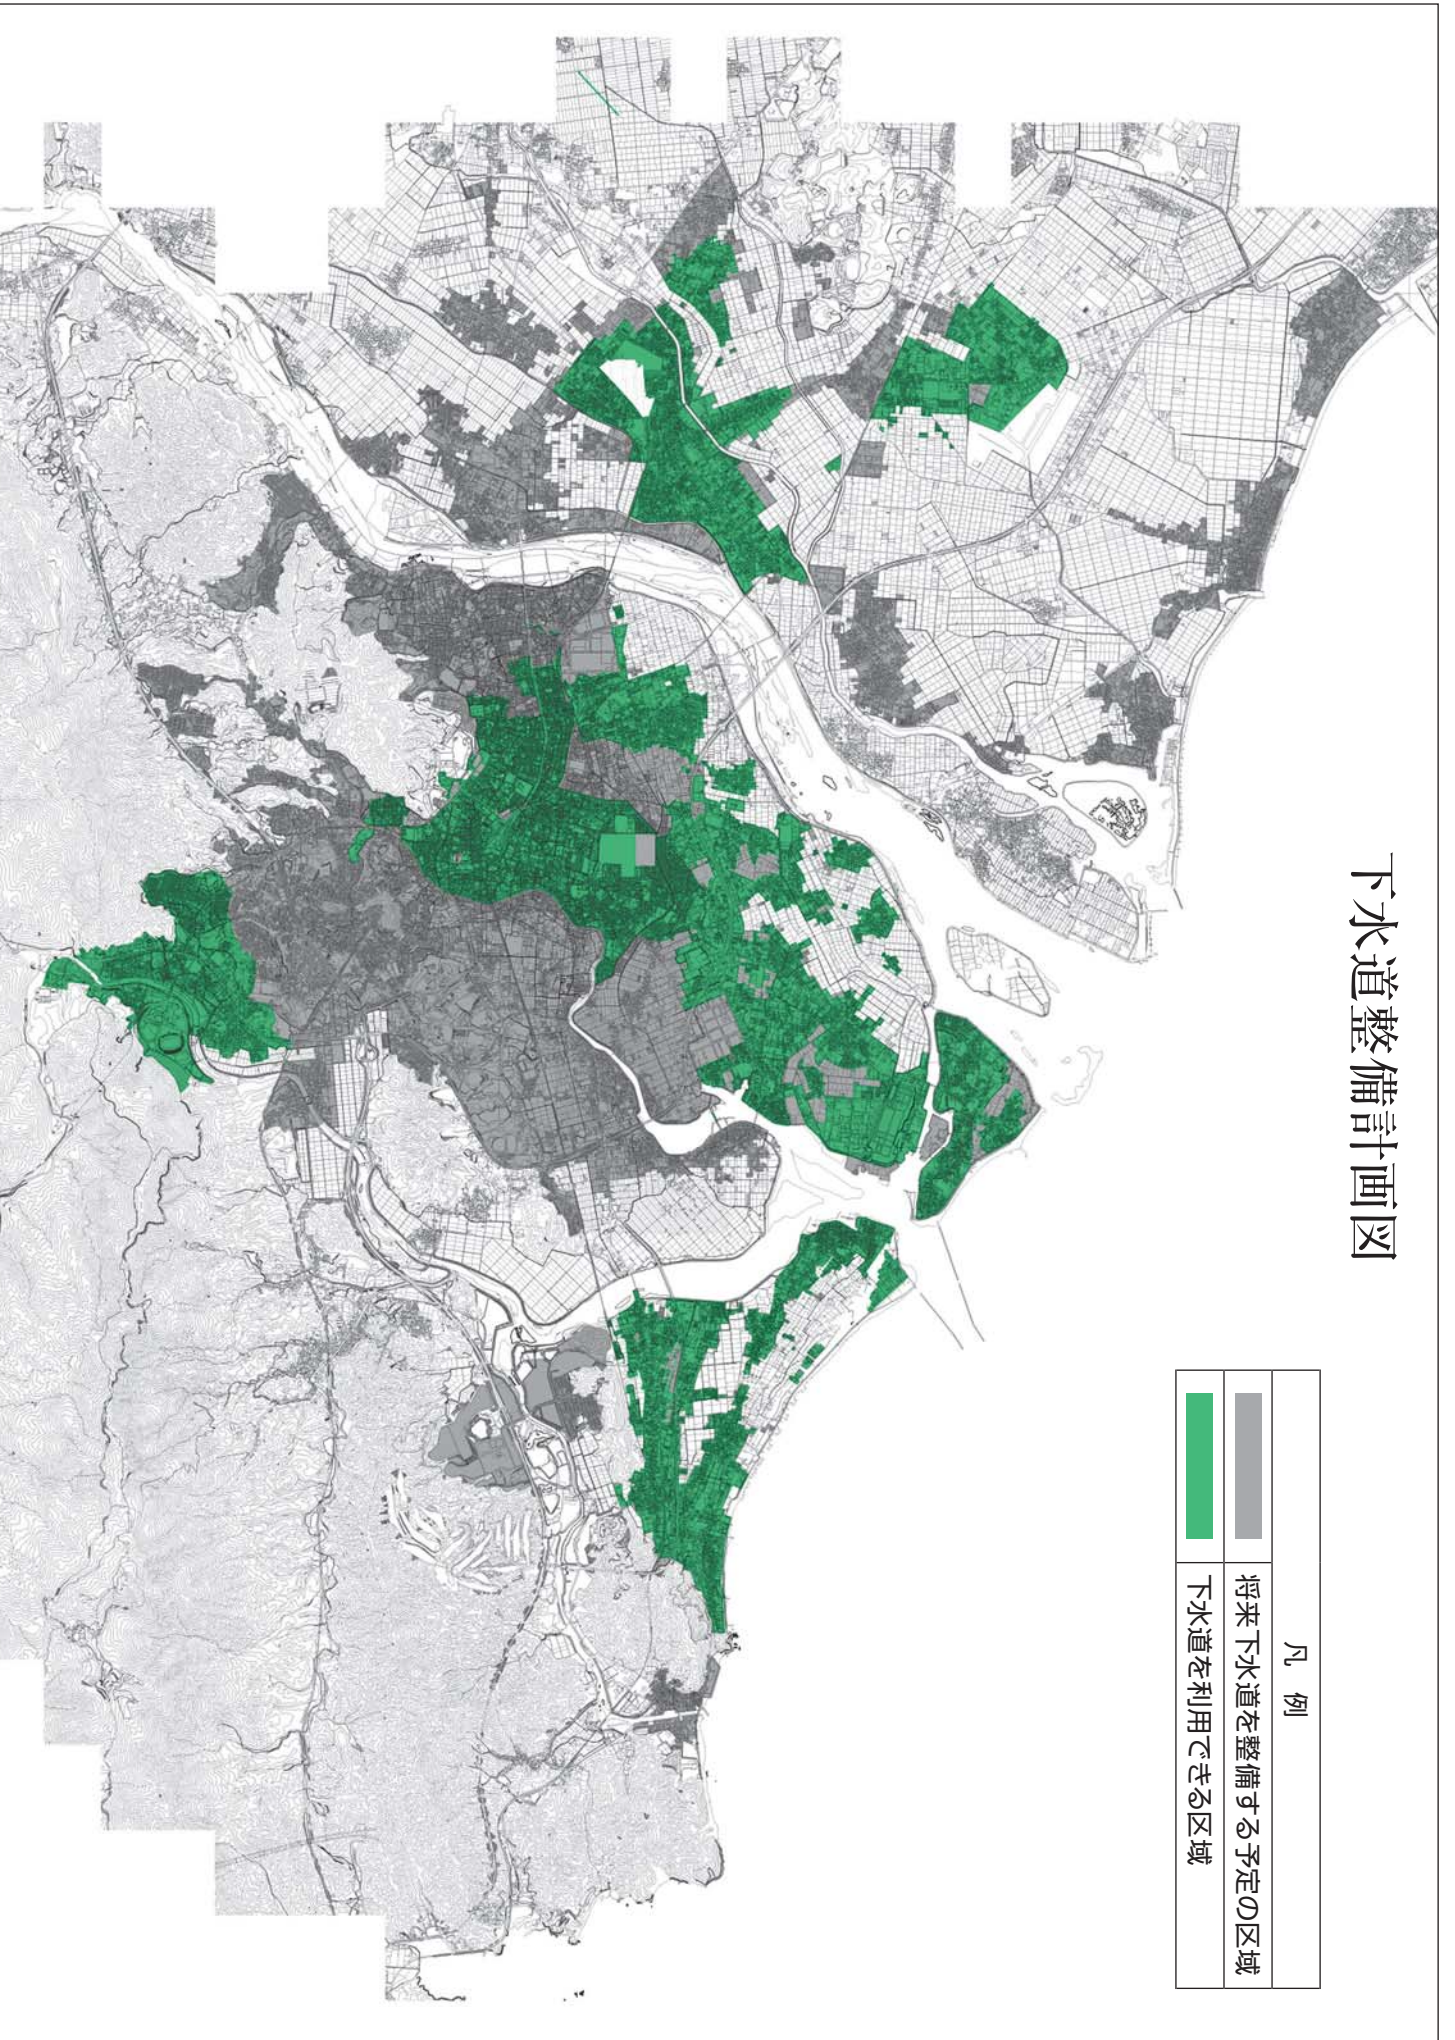 下水道整備計画図
凡 例
将来下水道を整備する予定の区域
下水道を利用できる区域